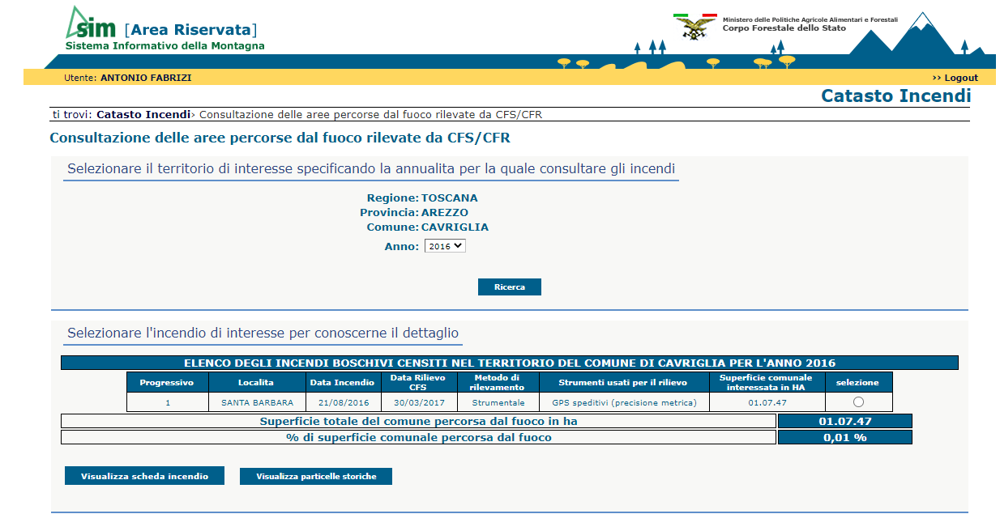 sim [Area Riservata]
Sistema Informativo della Montagna
Ministero delle Politiche Agricole Alimentari e Forestali
Corpo Forestale dello Stato
Utente: ANTONIO FABRIZI
>> Logout
Catasto Incendi
ti trovi: Catasto Incendi› Consultazione delle aree percorse dal fuoco rilevate da CFS/CFR
Consultazione delle aree percorse dal fuoco rilevate da CFS/CFR
Selezionare il territorio di interesse specificando la annualita per la quale consultare gli incendi
Regione: TOSCANA
Provincia: AREZZO
Comune: CAVRIGLIA
Anno: 2016
Ricerca
Selezionare l'incendio di interesse per conoscerne il dettaglio
ELENCO DEGLI INCENDI BOSCHIVI CENSITI NEL TERRITORIO DEL COMUNE DI CAVRIGLIA PER L'ANNO 2016
Progressivo Localita Data Incendio Data Rilievo CFS Metodo di rilevamento Strumenti usati per il rilievo Superficie comunale interessata in HA selezione
1 SANTA BARBARA 21/08/2016 30/03/2017 Strumentale GPS speditivi (precisione metrica) 01.07.47
Superficie totale del comune percorsa dal fuoco in ha 01.07.47
% di superficie comunale percorsa dal fuoco 0,01 %
Visualizza scheda incendio Visualizza particelle storiche